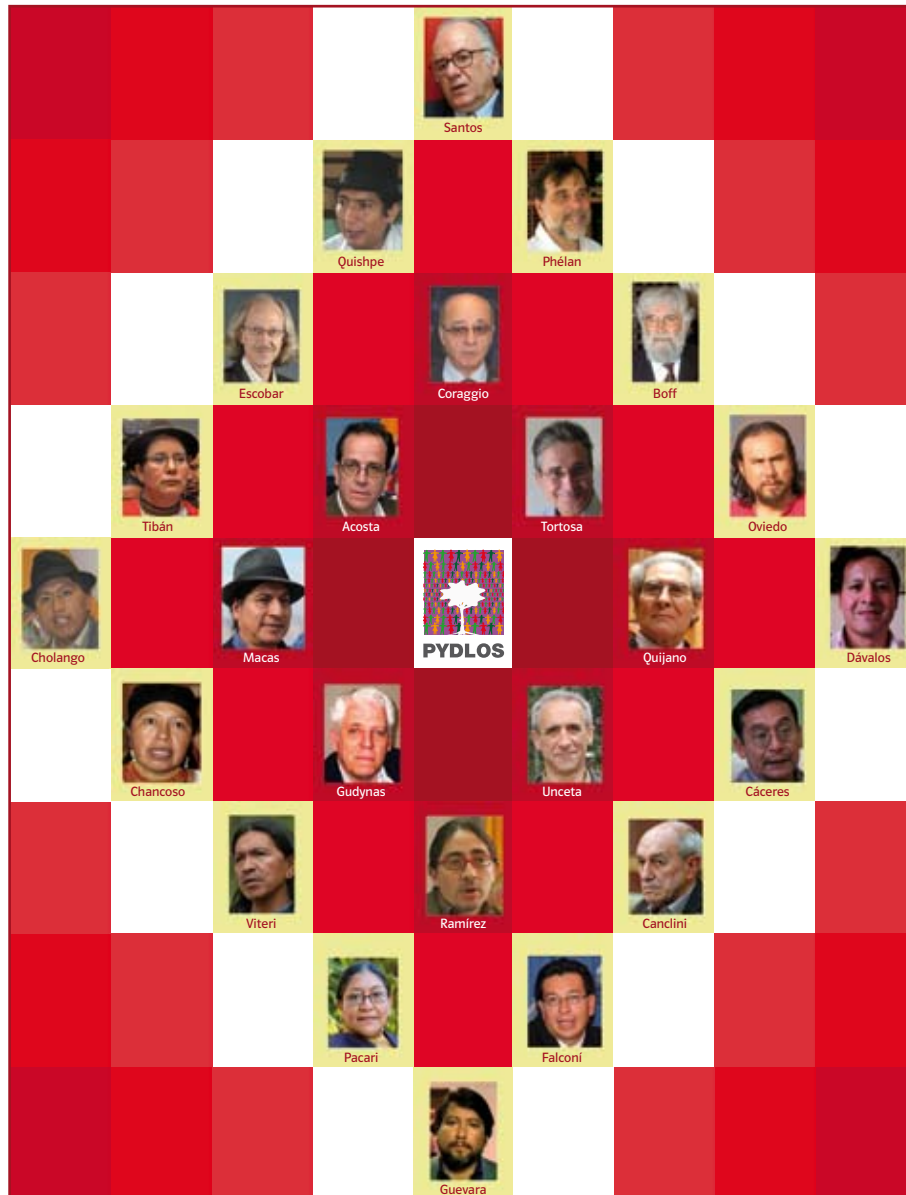 Santos
Quishpe Phélan
Escobar Coraggio Boff
Tibán Acosta Tortosa Oviedo
PYDLOS
Cholango Macas Quijano Dávalos
Chancoso Gudynas Unceta Cáceres
Viteri Ramírez Canclini
Pacari Falconí
Guevara